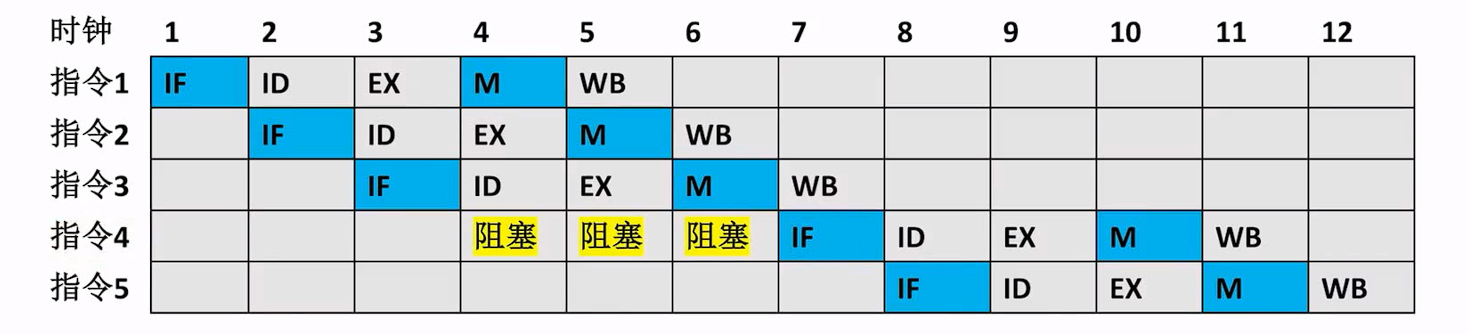 时钟 1 2 3 4 5 6 7 8 9 10 11 12
指令1 IF ID EX M WB
指令2 IF ID EX M WB
指令3 IF ID EX M WB
指令4 阻塞 阻塞 阻塞 IF ID EX M WB
指令5 IF ID EX M WB